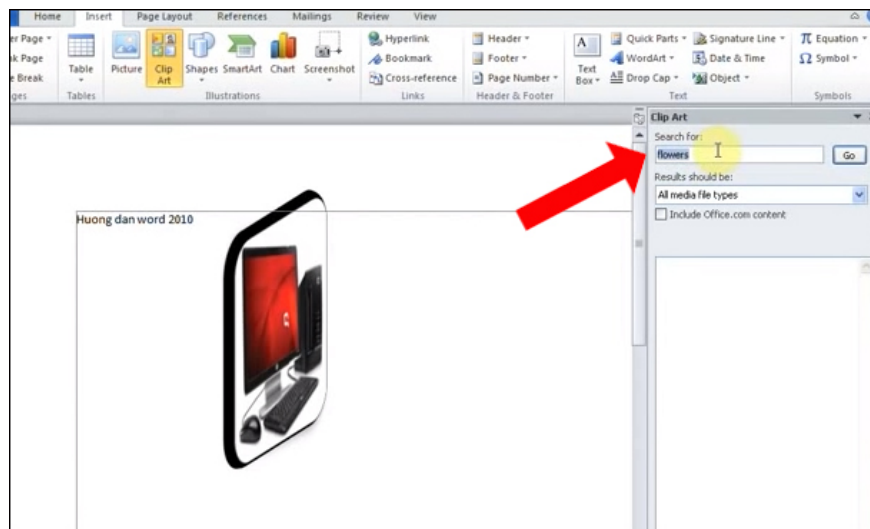 Home Insert Page Layout References Mailings Review View
er Page
nk Page
e Break
ges
Table
Tables
Picture
Clip Art
Shapes
SmartArt
Chart
Screenshot
Illustrations
Hyperlink
Bookmark
Cross-reference
Links
Header
Footer
Page Number
Header & Footer
Text Box
Quick Parts
WordArt
Drop Cap
Signature Line
Date & Time
Object
Text
π Equation
Ω Symbol
Symbols
Clip Art
Search for:
flowers
Go
Results should be:
All media file types
Include Office.com content
Huong dan word 2010